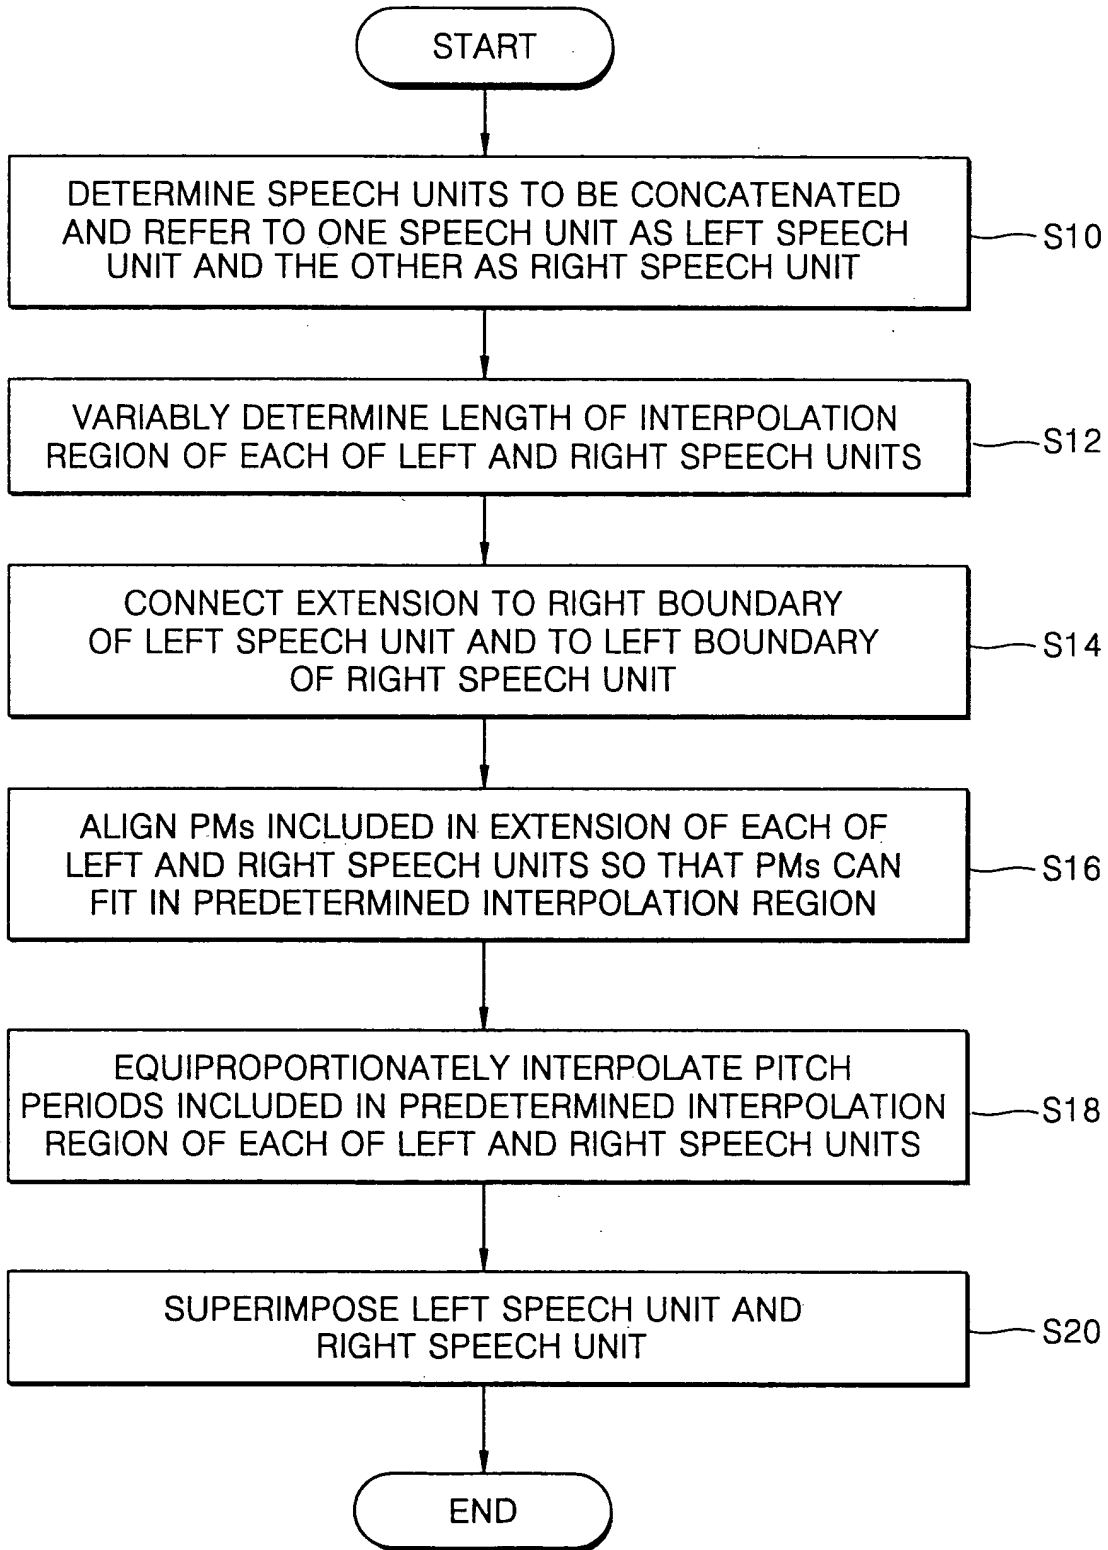 START
DETERMINE SPEECH UNITS TO BE CONCATENATED
AND REFER TO ONE SPEECH UNIT AS LEFT SPEECH
UNIT AND THE OTHER AS RIGHT SPEECH UNIT
S10
VARIABLY DETERMINE LENGTH OF INTERPOLATION
REGION OF EACH OF LEFT AND RIGHT SPEECH UNITS
S12
CONNECT EXTENSION TO RIGHT BOUNDARY
OF LEFT SPEECH UNIT AND TO LEFT BOUNDARY
OF RIGHT SPEECH UNIT
S14
ALIGN PMs INCLUDED IN EXTENSION OF EACH OF
LEFT AND RIGHT SPEECH UNITS SO THAT PMs CAN
FIT IN PREDETERMINED INTERPOLATION REGION
S16
EQUIPROPORTIONATELY INTERPOLATE PITCH
PERIODS INCLUDED IN PREDETERMINED INTERPOLATION
REGION OF EACH OF LEFT AND RIGHT SPEECH UNITS
S18
SUPERIMPOSE LEFT SPEECH UNIT AND
RIGHT SPEECH UNIT
S20
END